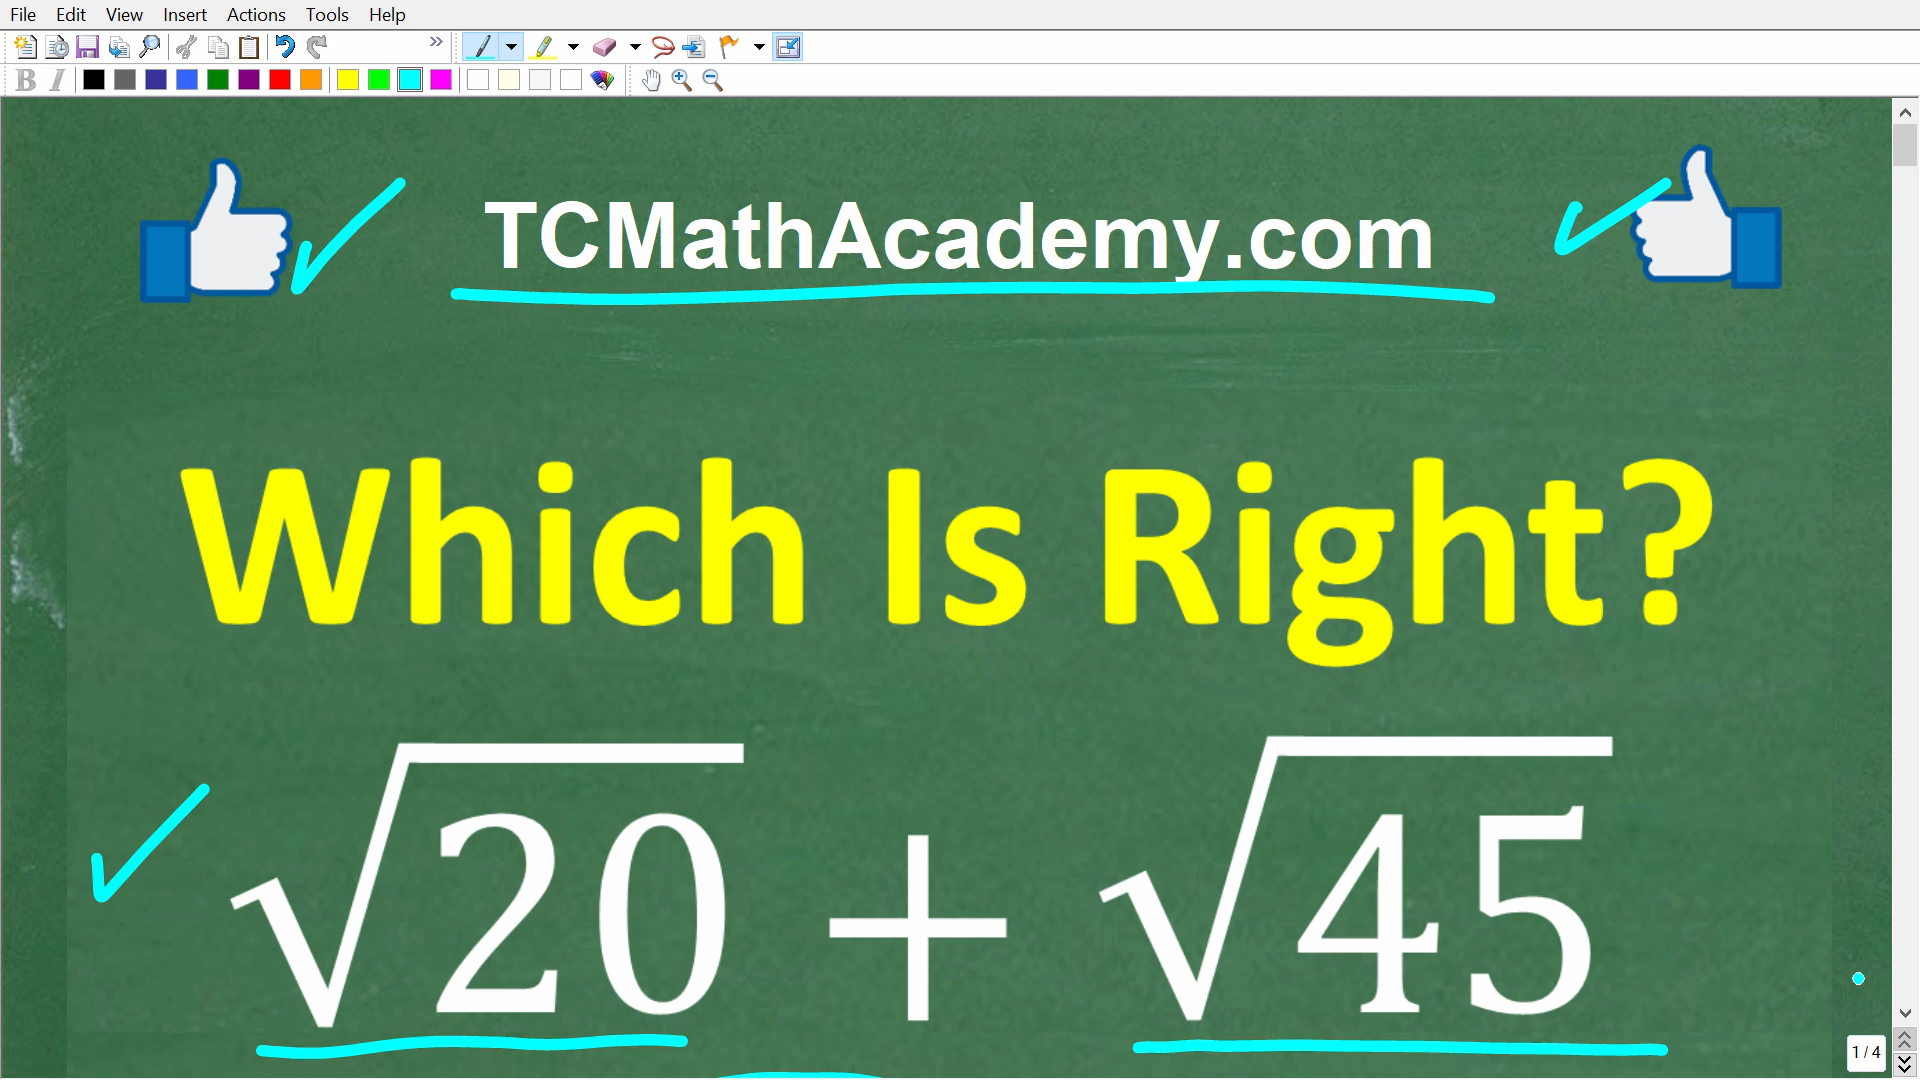 File Edit View Insert Actions Tools Help
B I
TCMathAcademy.com
Which Is Right?
√20 + √45
1 / 4